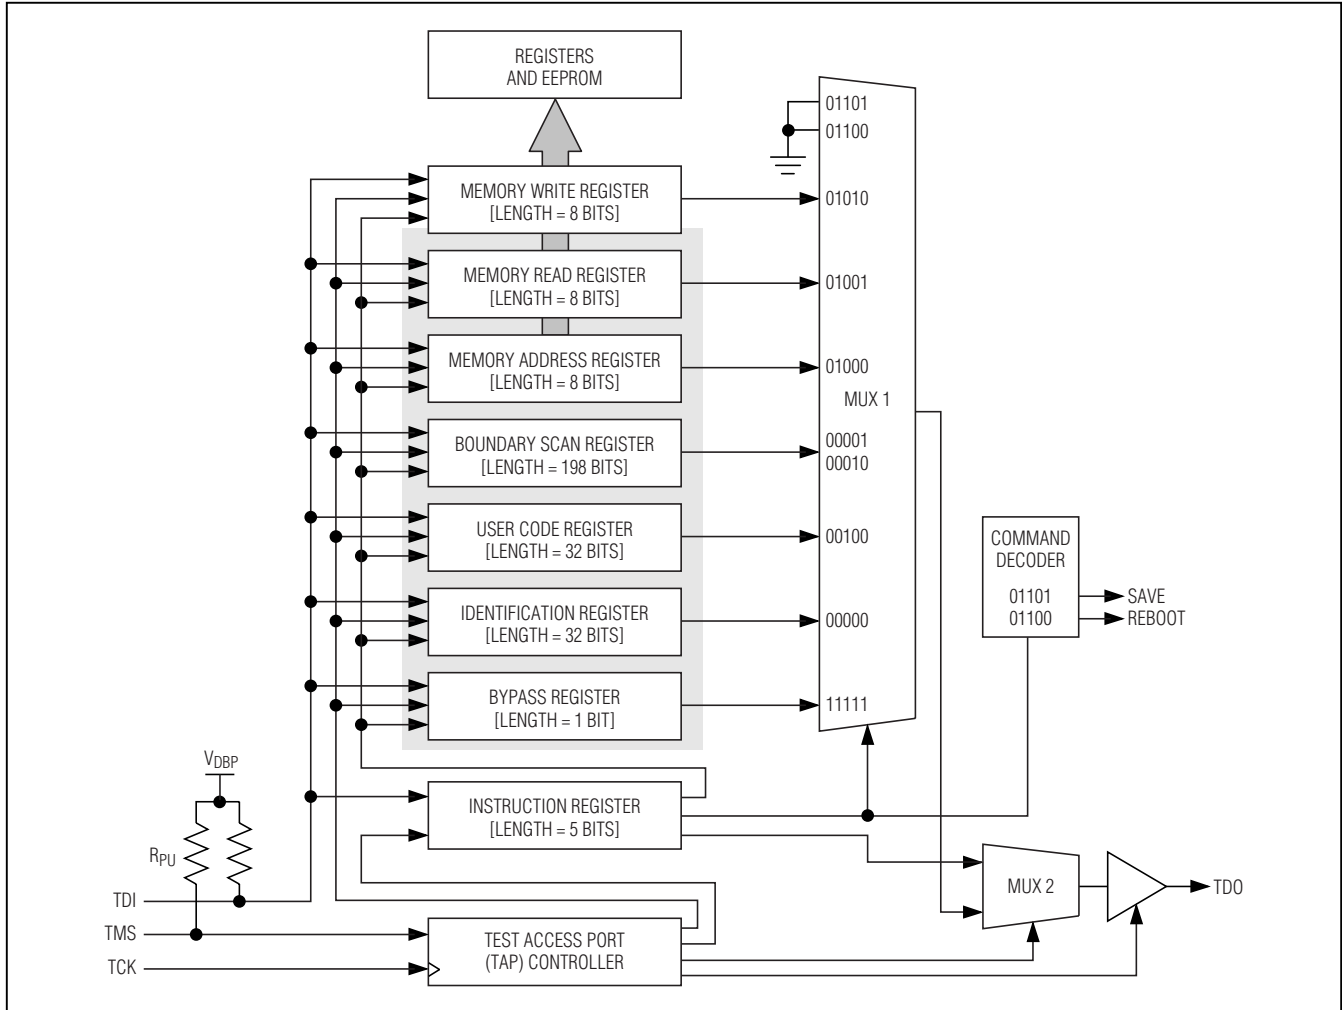 REGISTERS
AND EEPROM
01101
01100
MEMORY WRITE REGISTER
[LENGTH = 8 BITS]
01010
MEMORY READ REGISTER
[LENGTH = 8 BITS]
01001
MEMORY ADDRESS REGISTER
[LENGTH = 8 BITS]
01000
MUX 1
BOUNDARY SCAN REGISTER
[LENGTH = 198 BITS]
00001
00010
USER CODE REGISTER
[LENGTH = 32 BITS]
00100
COMMAND
DECODER
01101
01100
SAVE
REBOOT
IDENTIFICATION REGISTER
[LENGTH = 32 BITS]
00000
BYPASS REGISTER
[LENGTH = 1 BIT]
11111
VDBP
RPU
INSTRUCTION REGISTER
[LENGTH = 5 BITS]
MUX 2
TDO
TDI
TMS
TCK
TEST ACCESS PORT
(TAP) CONTROLLER